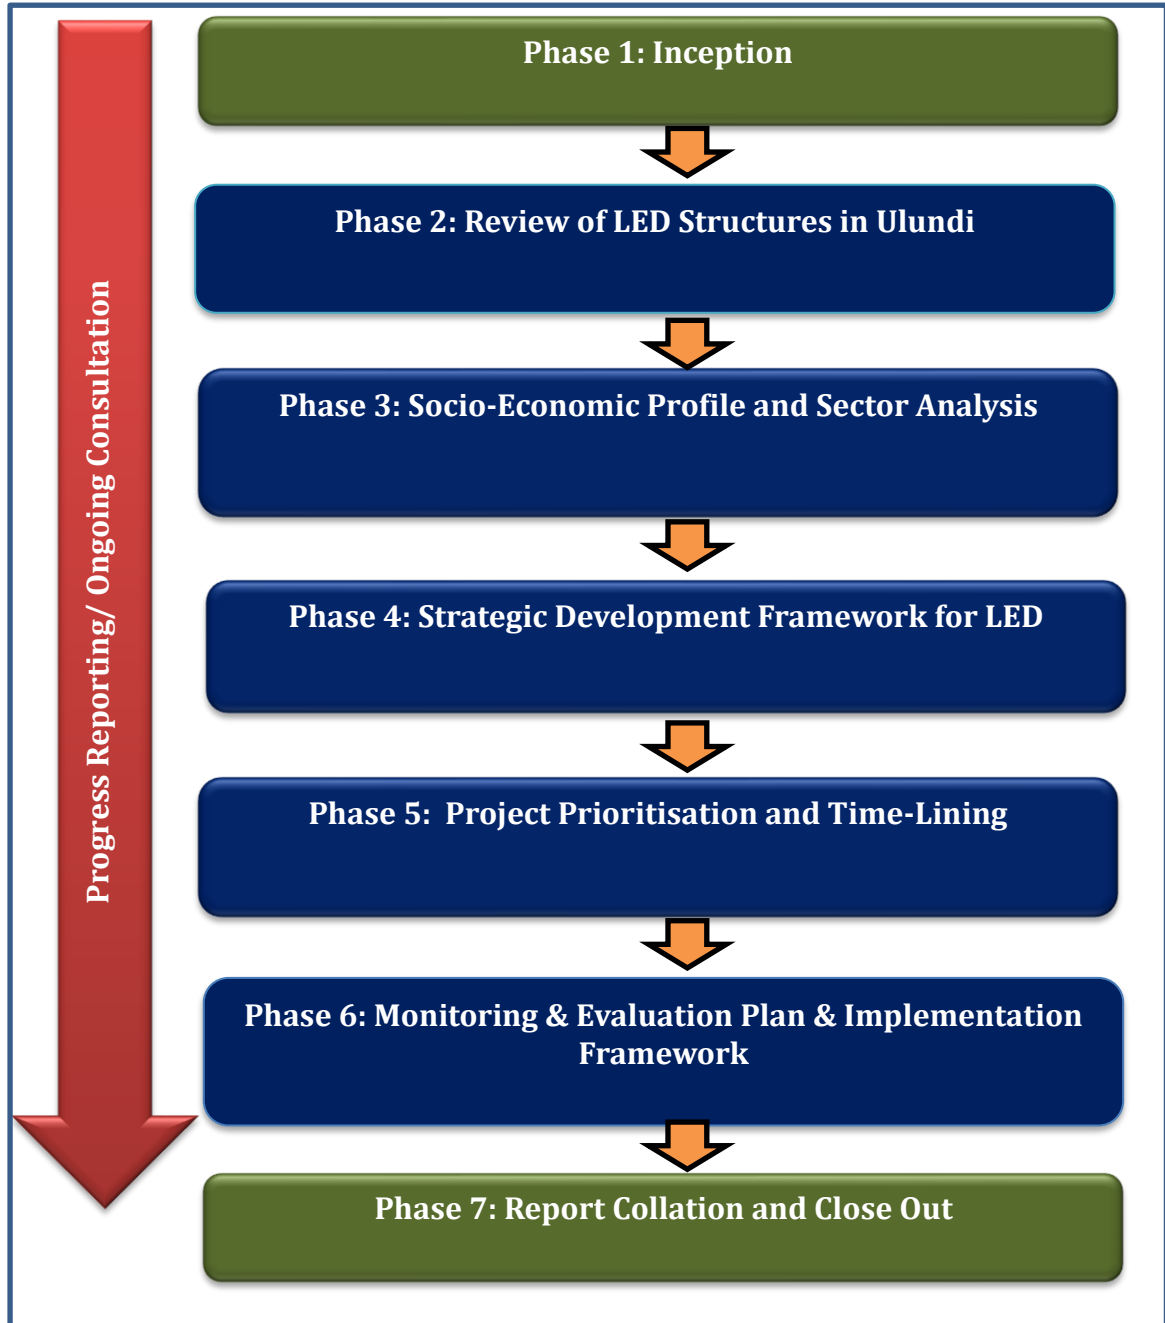 Phase 1: Inception
Phase 2: Review of LED Structures in Ulundi
Phase 3: Socio-Economic Profile and Sector Analysis
Phase 4: Strategic Development Framework for LED
Phase 5:  Project Prioritisation and Time-Lining
Phase 6: Monitoring & Evaluation Plan & Implementation
Framework
Phase 7: Report Collation and Close Out
Progress Reporting/ Ongoing Consultation